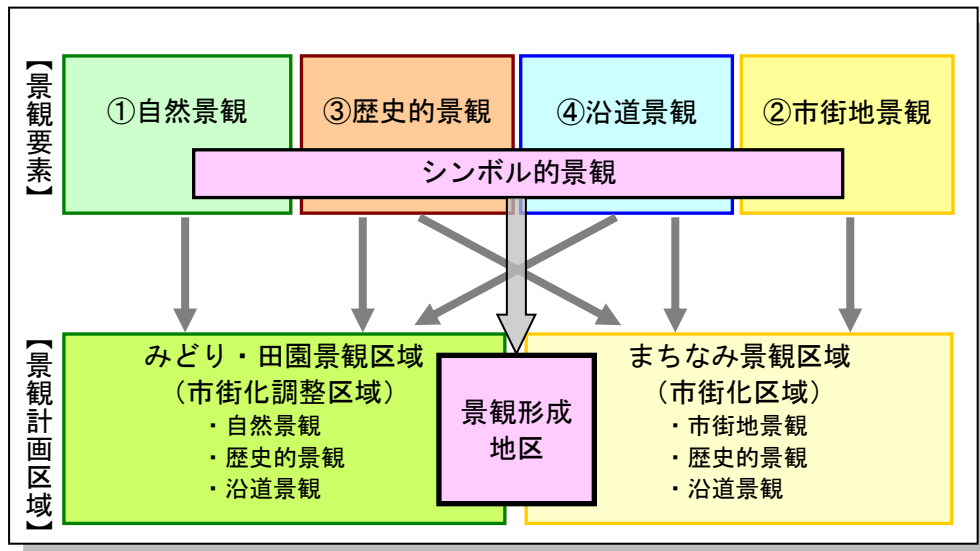 【景観要素】
①自然景観
③歴史的景観
④沿道景観
②市街地景観
シンボル的景観
【景観計画区域】
みどり・田園景観区域
（市街化調整区域）
・自然景観
・歴史的景観
・沿道景観
景観形成
地区
まちなみ景観区域
（市街化区域）
・市街地景観
・歴史的景観
・沿道景観